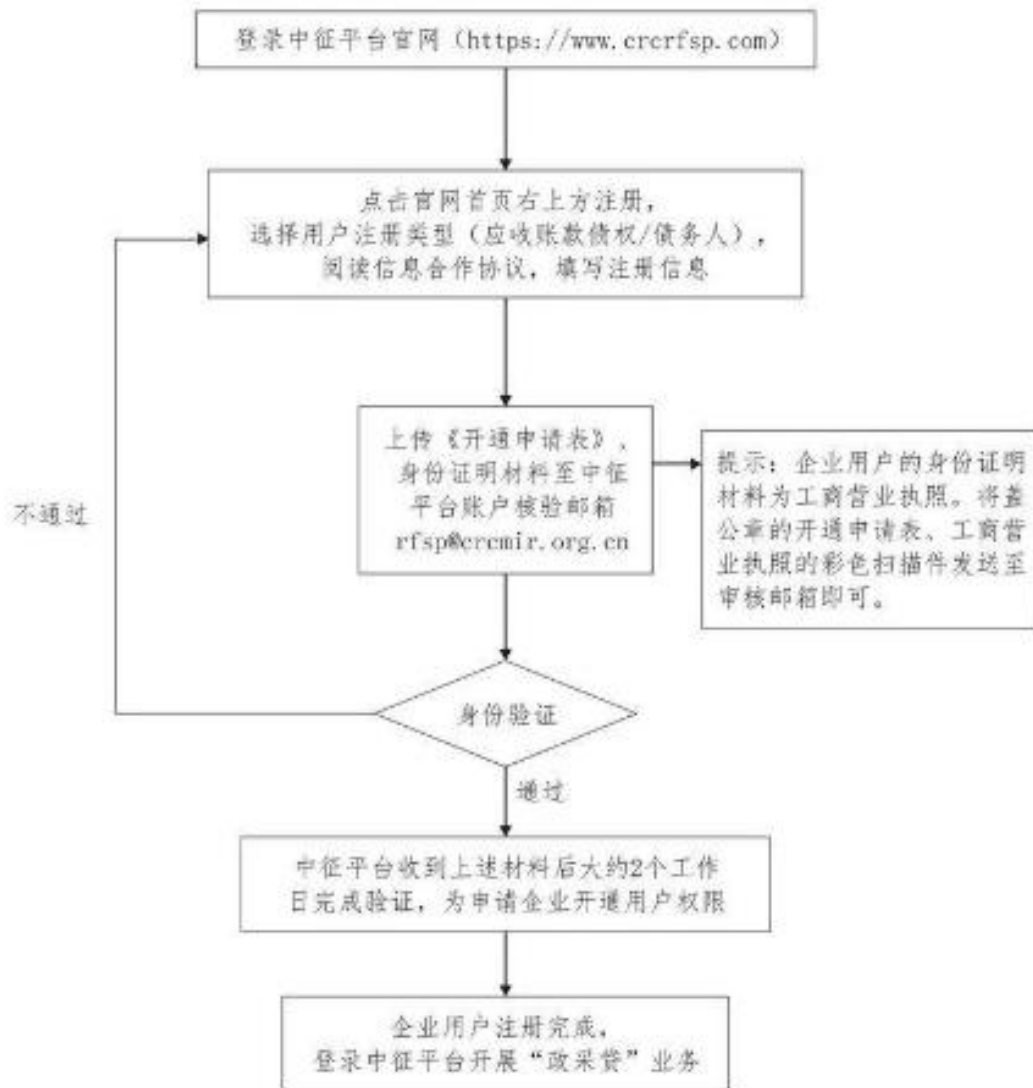 登录中征平台官网（https://www.crcrfsp.com）
点击官网首页右上方注册，
选择用户注册类型（应收账款债权/债务人），
阅读信息合作协议，填写注册信息
上传《开通申请表》、
身份证明材料至中征
平台账户核验邮箱
rfsp@crcmir.org.cn
提示：企业用户的身份证明
材料为工商营业执照。将盖
公章的开通申请表、工商营
业执照的彩色扫描件发送至
审核邮箱即可。
不通过
身份验证
通过
中征平台收到上述材料后大约2个工作
日完成验证，为申请企业开通用户权限
企业用户注册完成，
登录中征平台开展“政采贷”业务